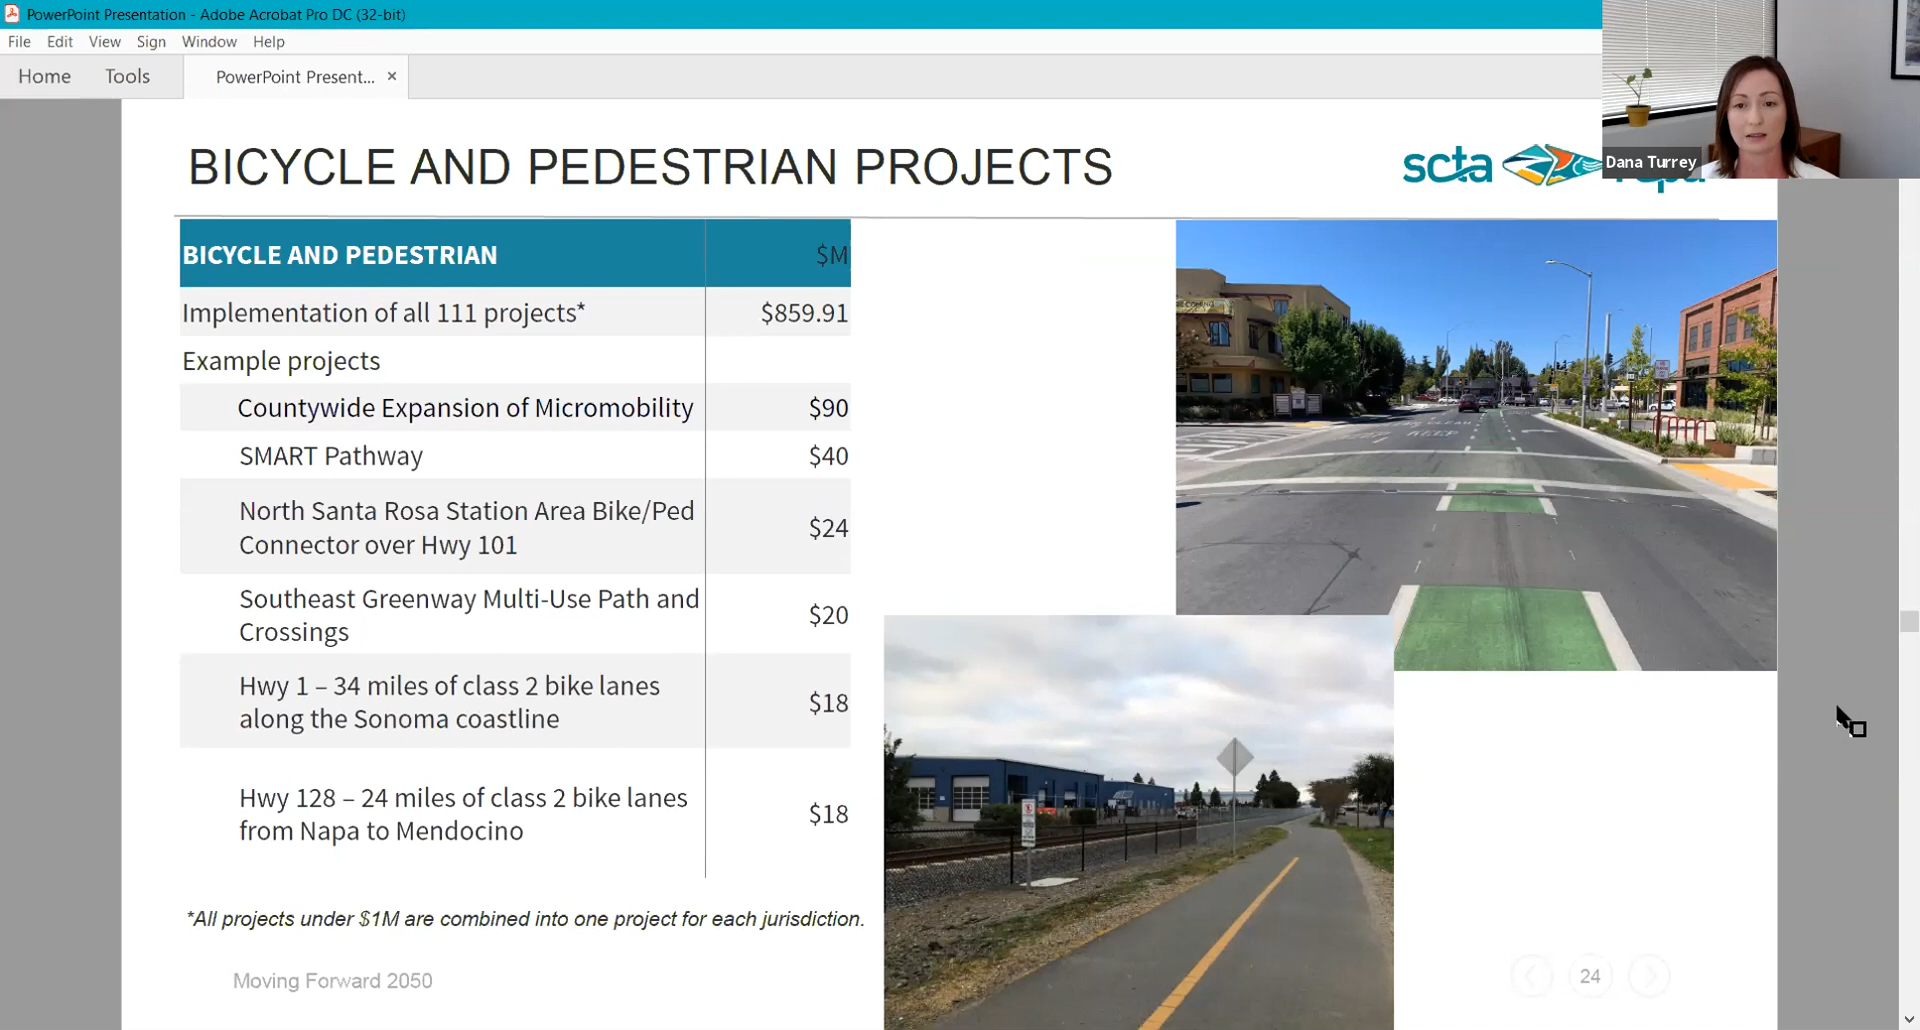 PowerPoint Presentation - Adobe Acrobat Pro DC (32-bit)
File Edit View Sign Window Help
Home Tools PowerPoint Present... ×
Dana Turrey
BICYCLE AND PEDESTRIAN PROJECTS
scta
BICYCLE AND PEDESTRIAN $M
Implementation of all 111 projects* $859.91
Example projects
Countywide Expansion of Micromobility $90
SMART Pathway $40
North Santa Rosa Station Area Bike/Ped
Connector over Hwy 101 $24
Southeast Greenway Multi-Use Path and
Crossings $20
Hwy 1 – 34 miles of class 2 bike lanes
along the Sonoma coastline $18
Hwy 128 – 24 miles of class 2 bike lanes
from Napa to Mendocino $18
KEEP
*All projects under $1M are combined into one project for each jurisdiction.
Moving Forward 2050
24